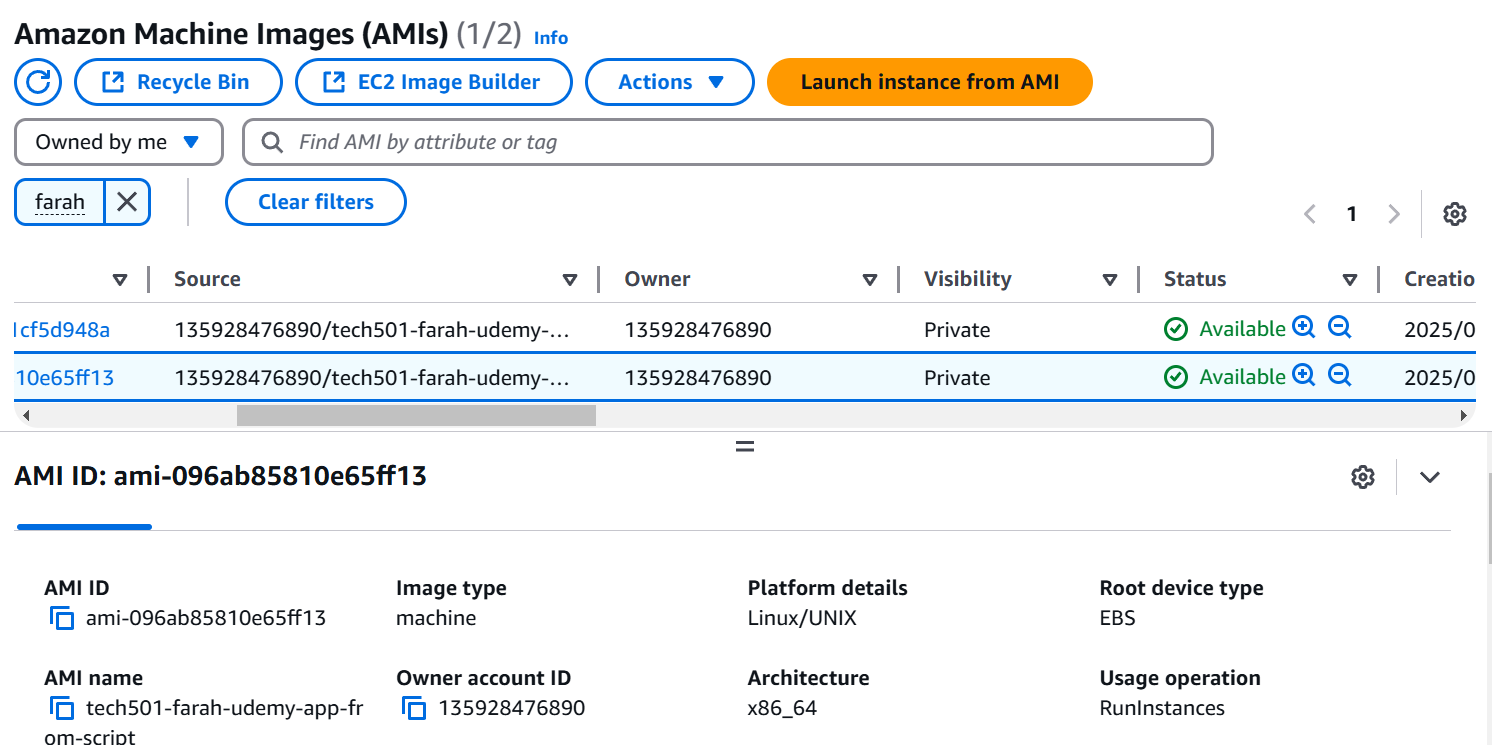 Amazon Machine Images (AMIs) (1/2) Info
Recycle Bin EC2 Image Builder Actions Launch instance from AMI
Owned by me Find AMI by attribute or tag
farah Clear filters 1
Source Owner Visibility Status Creatio
1cf5d948a 135928476890/tech501-farah-udemy-... 135928476890 Private Available 2025/0
10e65ff13 135928476890/tech501-farah-udemy-... 135928476890 Private Available 2025/0
AMI ID: ami-096ab85810e65ff13
AMI ID Image type Platform details Root device type
ami-096ab85810e65ff13 machine Linux/UNIX EBS
AMI name Owner account ID Architecture Usage operation
tech501-farah-udemy-app-fr 135928476890 x86_64 RunInstances
om-script